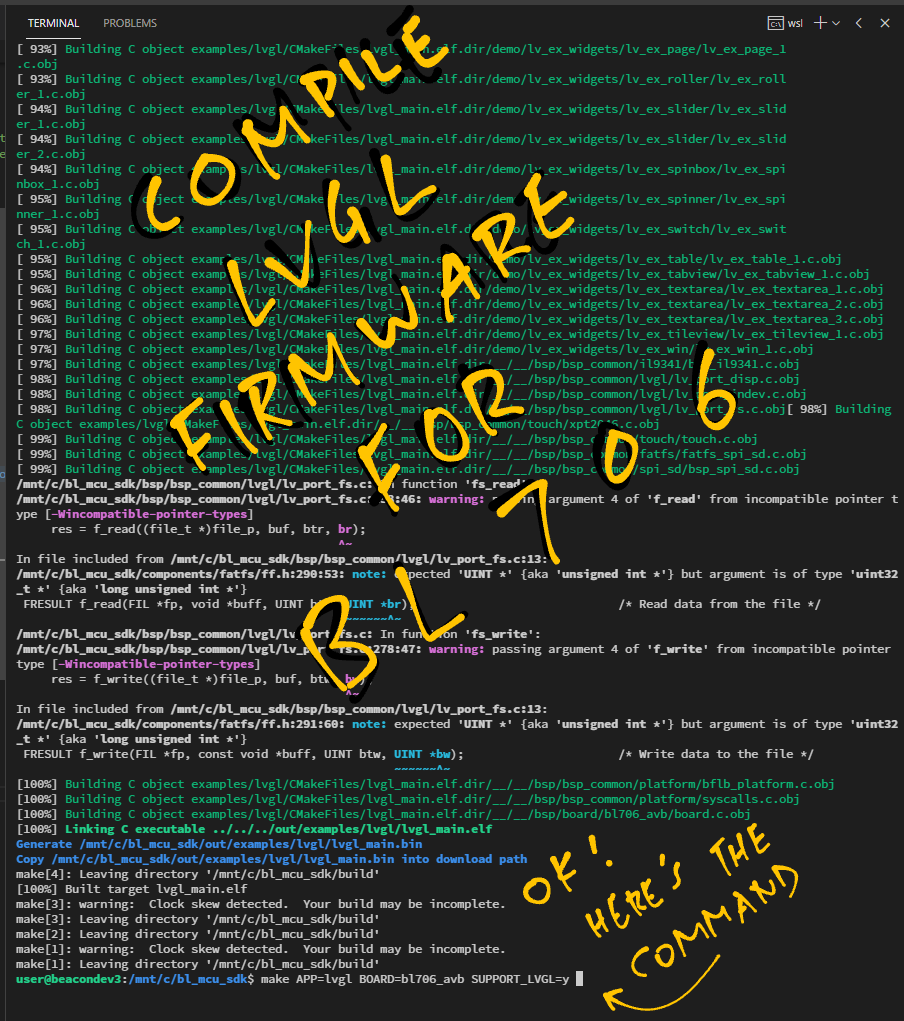 TERMINAL PROBLEMS wsl
[ 93%] Building C object examples/lvgl/CMakeFiles/lvgl_main.elf.dir/demo/lv_ex_widgets/lv_ex_page/lv_ex_page_1
.c.obj
[ 93%] Building C object examples/lvgl/CMakeFiles/lvgl_main.elf.dir/demo/lv_ex_widgets/lv_ex_roller/lv_ex_roll
er_1.c.obj
[ 94%] Building C object examples/lvgl/CMakeFiles/lvgl_main.elf.dir/demo/lv_ex_widgets/lv_ex_slider/lv_ex_slid
er_1.c.obj
[ 94%] Building C object examples/lvgl/CMakeFiles/lvgl_main.elf.dir/demo/lv_ex_widgets/lv_ex_slider/lv_ex_slid
er_2.c.obj
[ 94%] Building C object examples/lvgl/CMakeFiles/lvgl_main.elf.dir/demo/lv_ex_widgets/lv_ex_spinbox/lv_ex_spi
nbox_1.c.obj
[ 95%] Building C object examples/lvgl/CMakeFiles/lvgl_main.elf.dir/demo/lv_ex_widgets/lv_ex_spinner/lv_ex_spi
nner_1.c.obj
[ 95%] Building C object examples/lvgl/CMakeFiles/lvgl_main.elf.dir/demo/lv_ex_widgets/lv_ex_switch/lv_ex_swit
ch_1.c.obj
[ 95%] Building C object examples/lvgl/CMakeFiles/lvgl_main.elf.dir/demo/lv_ex_widgets/lv_ex_table/lv_ex_table_1.c.obj
[ 95%] Building C object examples/lvgl/CMakeFiles/lvgl_main.elf.dir/demo/lv_ex_widgets/lv_ex_tabview/lv_ex_tabview_1.c.obj
[ 96%] Building C object examples/lvgl/CMakeFiles/lvgl_main.elf.dir/demo/lv_ex_widgets/lv_ex_textarea/lv_ex_textarea_1.c.obj
[ 96%] Building C object examples/lvgl/CMakeFiles/lvgl_main.elf.dir/demo/lv_ex_widgets/lv_ex_textarea/lv_ex_textarea_2.c.obj
[ 96%] Building C object examples/lvgl/CMakeFiles/lvgl_main.elf.dir/demo/lv_ex_widgets/lv_ex_textarea/lv_ex_textarea_3.c.obj
[ 97%] Building C object examples/lvgl/CMakeFiles/lvgl_main.elf.dir/demo/lv_ex_widgets/lv_ex_tileview/lv_ex_tileview_1.c.obj
[ 97%] Building C object examples/lvgl/CMakeFiles/lvgl_main.elf.dir/demo/lv_ex_widgets/lv_ex_win/lv_ex_win_1.c.obj
[ 97%] Building C object examples/lvgl/CMakeFiles/lvgl_main.elf.dir/__/__/bsp/bsp_common/il9341/
[ 98%] Building C object examples/lvgl/CMakeFiles/lvgl_main.elf.dir/__/__/bsp/bsp_common/lvgl/lv_port_disp.c.obj
[ 98%] Building C object examples/lvgl/CMakeFiles/lvgl_main.elf.dir/__/__/bsp/bsp_common/lvgl/
[ 98%] Building C object examples/lvgl/CMakeFiles/lvgl_main.elf.dir/__/__/bsp/bsp_common/lvgl/lv_port_fs.c.obj[ 98%] Building
C object examples/lvgl/CMakeFiles/lvgl_main.elf.dir/__/__/bsp/bsp_common/touch/xpt2046.c.obj
[ 99%] Building C object examples/lvgl/CMakeFiles/lvgl_main.elf.dir/__/__/bsp/bsp_common/touch/touch.c.obj
[ 99%] Building C object examples/lvgl/CMakeFiles/lvgl_main.elf.dir/__/__/bsp/bsp_common/fatfs/fatfs_spi_sd.c.obj
[ 99%] Building C object examples/lvgl/CMakeFiles/lvgl_main.elf.dir/__/__/bsp/bsp_common/spi_sd/bsp_spi_sd.c.obj
/mnt/c/bl_mcu_sdk/bsp/bsp_common/lvgl/lv_port_fs.c: In function 'fs_read':
/mnt/c/bl_mcu_sdk/bsp/bsp_common/lvgl/lv_port_fs.c: warning: passing argument 4 of 'f_read' from incompatible pointer t
ype [-Wincompatible-pointer-types]
res = f_read((file_t *)file_p, buf, btr, br);
^~
In file included from /mnt/c/bl_mcu_sdk/bsp/bsp_common/lvgl/lv_port_fs.c:13:
/mnt/c/bl_mcu_sdk/components/fatfs/ff.h:290:53: note: expected 'UINT *' {aka 'unsigned int *'} but argument is of type 'uint32
_t *' {aka 'long unsigned int *'}
FRESULT f_read(FIL *fp, void *buff, UINT btr, UINT *br); /* Read data from the file */
~~~~~~^~
/mnt/c/bl_mcu_sdk/bsp/bsp_common/lvgl/lv_port_fs.c: In function 'fs_write':
/mnt/c/bl_mcu_sdk/bsp/bsp_common/lvgl/lv_port_fs.c:278:47: warning: passing argument 4 of 'f_write' from incompatible pointer
type [-Wincompatible-pointer-types]
res = f_write((file_t *)file_p, buf, btw, bw);
^~
In file included from /mnt/c/bl_mcu_sdk/bsp/bsp_common/lvgl/lv_port_fs.c:13:
/mnt/c/bl_mcu_sdk/components/fatfs/ff.h:291:60: note: expected 'UINT *' {aka 'unsigned int *'} but argument is of type 'uint32
_t *' {aka 'long unsigned int *'}
FRESULT f_write(FIL *fp, const void *buff, UINT btw, UINT *bw); /* Write data to the file */
~~~~~~^~
[100%] Building C object examples/lvgl/CMakeFiles/lvgl_main.elf.dir/__/__/bsp/bsp_common/platform/bflb_platform.c.obj
[100%] Building C object examples/lvgl/CMakeFiles/lvgl_main.elf.dir/__/__/bsp/bsp_common/platform/syscalls.c.obj
[100%] Building C object examples/lvgl/CMakeFiles/lvgl_main.elf.dir/__/__/bsp/board/bl706_avb/board.c.obj
[100%] Linking C executable ../../../out/examples/lvgl/lvgl_main.elf
Generate /mnt/c/bl_mcu_sdk/out/examples/lvgl/lvgl_main.bin
Copy /mnt/c/bl_mcu_sdk/out/examples/lvgl/lvgl_main.bin into download path
make[4]: Leaving directory '/mnt/c/bl_mcu_sdk/build'
[100%] Built target lvgl_main.elf
make[3]: warning:  Clock skew detected.  Your build may be incomplete.
make[3]: Leaving directory '/mnt/c/bl_mcu_sdk/build'
make[2]: Leaving directory '/mnt/c/bl_mcu_sdk/build'
make[1]: warning:  Clock skew detected.  Your build may be incomplete.
make[1]: Leaving directory '/mnt/c/bl_mcu_sdk/build'
user@beacondev3:/mnt/c/bl_mcu_sdk$ make APP=lvgl BOARD=bl706_avb SUPPORT_LVGL=y
COMPILE
LVGL
FIRMWARE
FOR
BL706
OK!
HERE'S THE
COMMAND